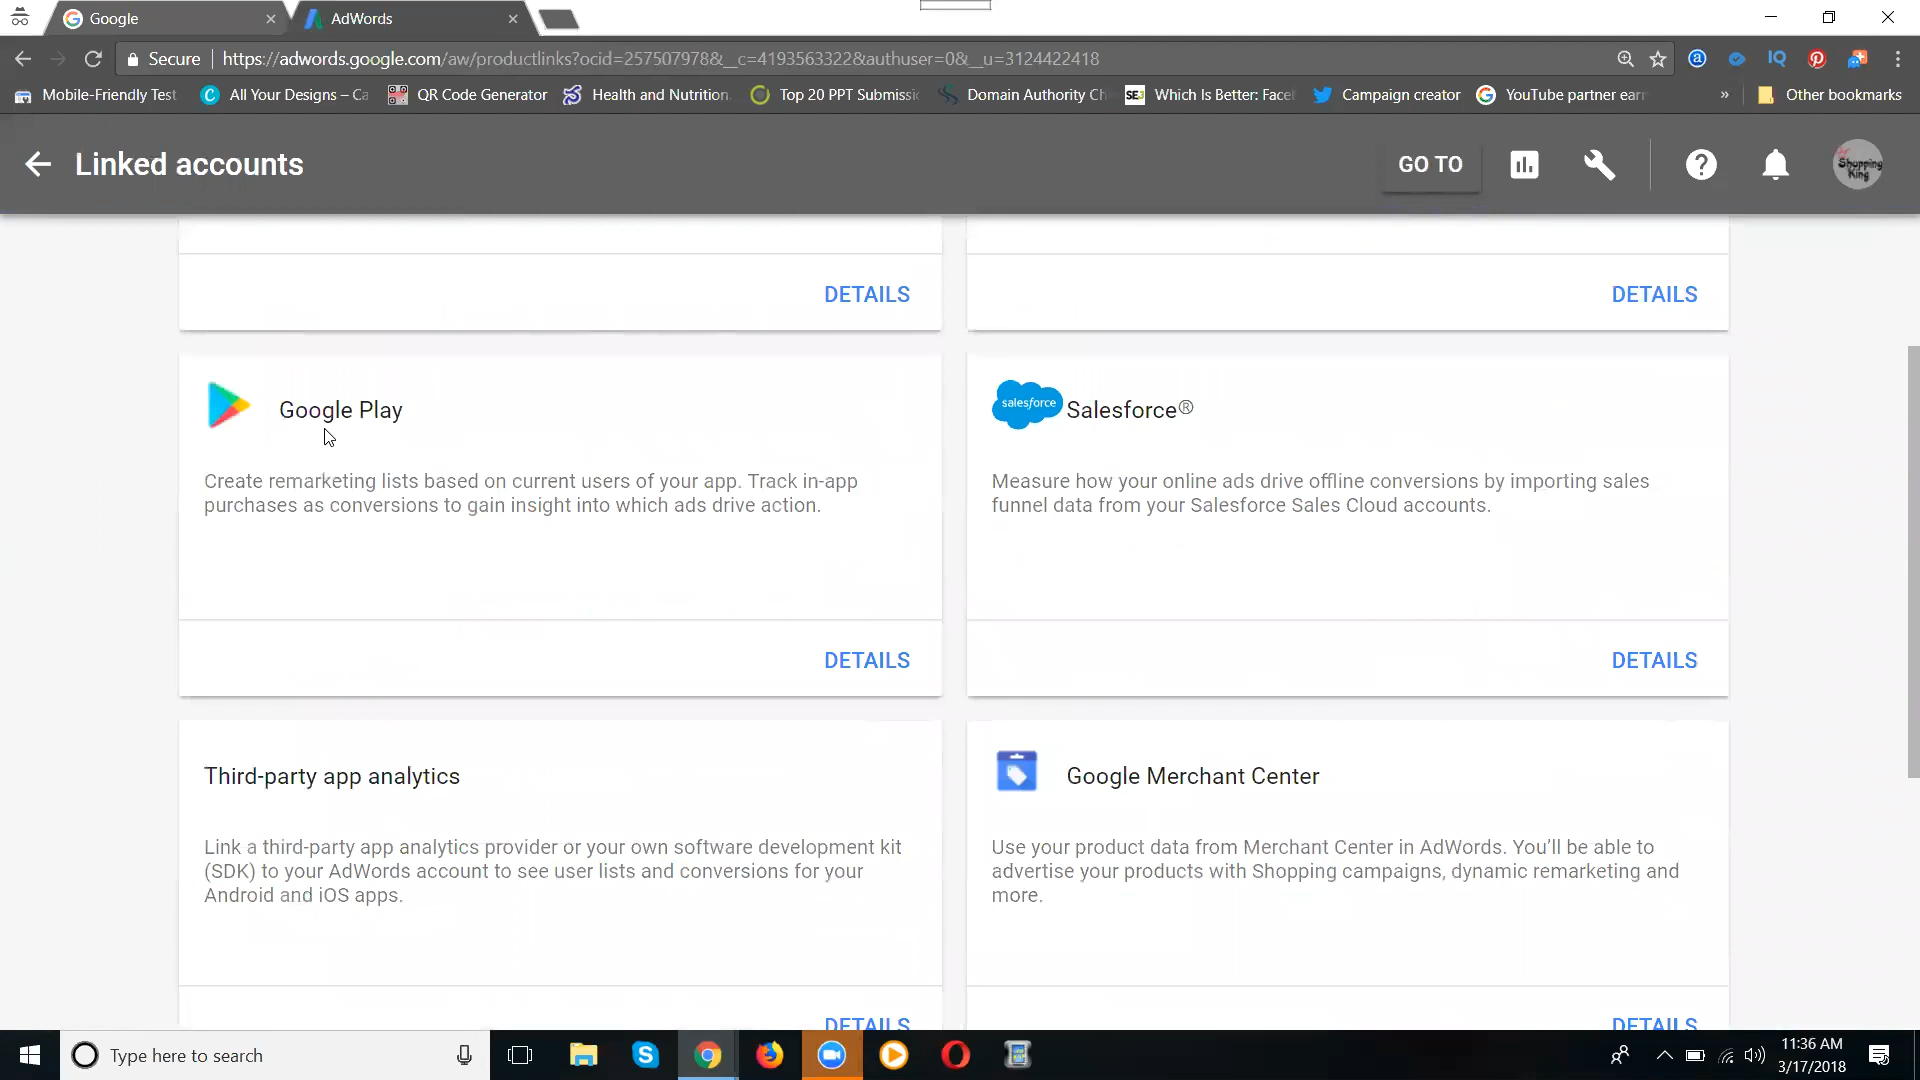 Google
AdWords
Secure
https://adwords.google.com/aw/productlinks?ocid=257507978&__c=4193563322&authuser=0&__u=3124422418
Mobile-Friendly Test
All Your Designs – Ca
QR Code Generator
Health and Nutrition
Top 20 PPT Submissi
Domain Authority Ch
SE
Which Is Better: Face
Campaign creator
YouTube partner earn
»
Other bookmarks
Linked accounts
GO TO
Shopping
King
DETAILS
DETAILS
Google Play
Create remarketing lists based on current users of your app. Track in-app
purchases as conversions to gain insight into which ads drive action.
DETAILS
salesforce
Salesforce®
Measure how your online ads drive offline conversions by importing sales
funnel data from your Salesforce Sales Cloud accounts.
DETAILS
Third-party app analytics
Link a third-party app analytics provider or your own software development kit
(SDK) to your AdWords account to see user lists and conversions for your
Android and iOS apps.
DETAILS
Google Merchant Center
Use your product data from Merchant Center in AdWords. You'll be able to
advertise your products with Shopping campaigns, dynamic remarketing and
more.
DETAILS
Type here to search
11:36 AM
3/17/2018